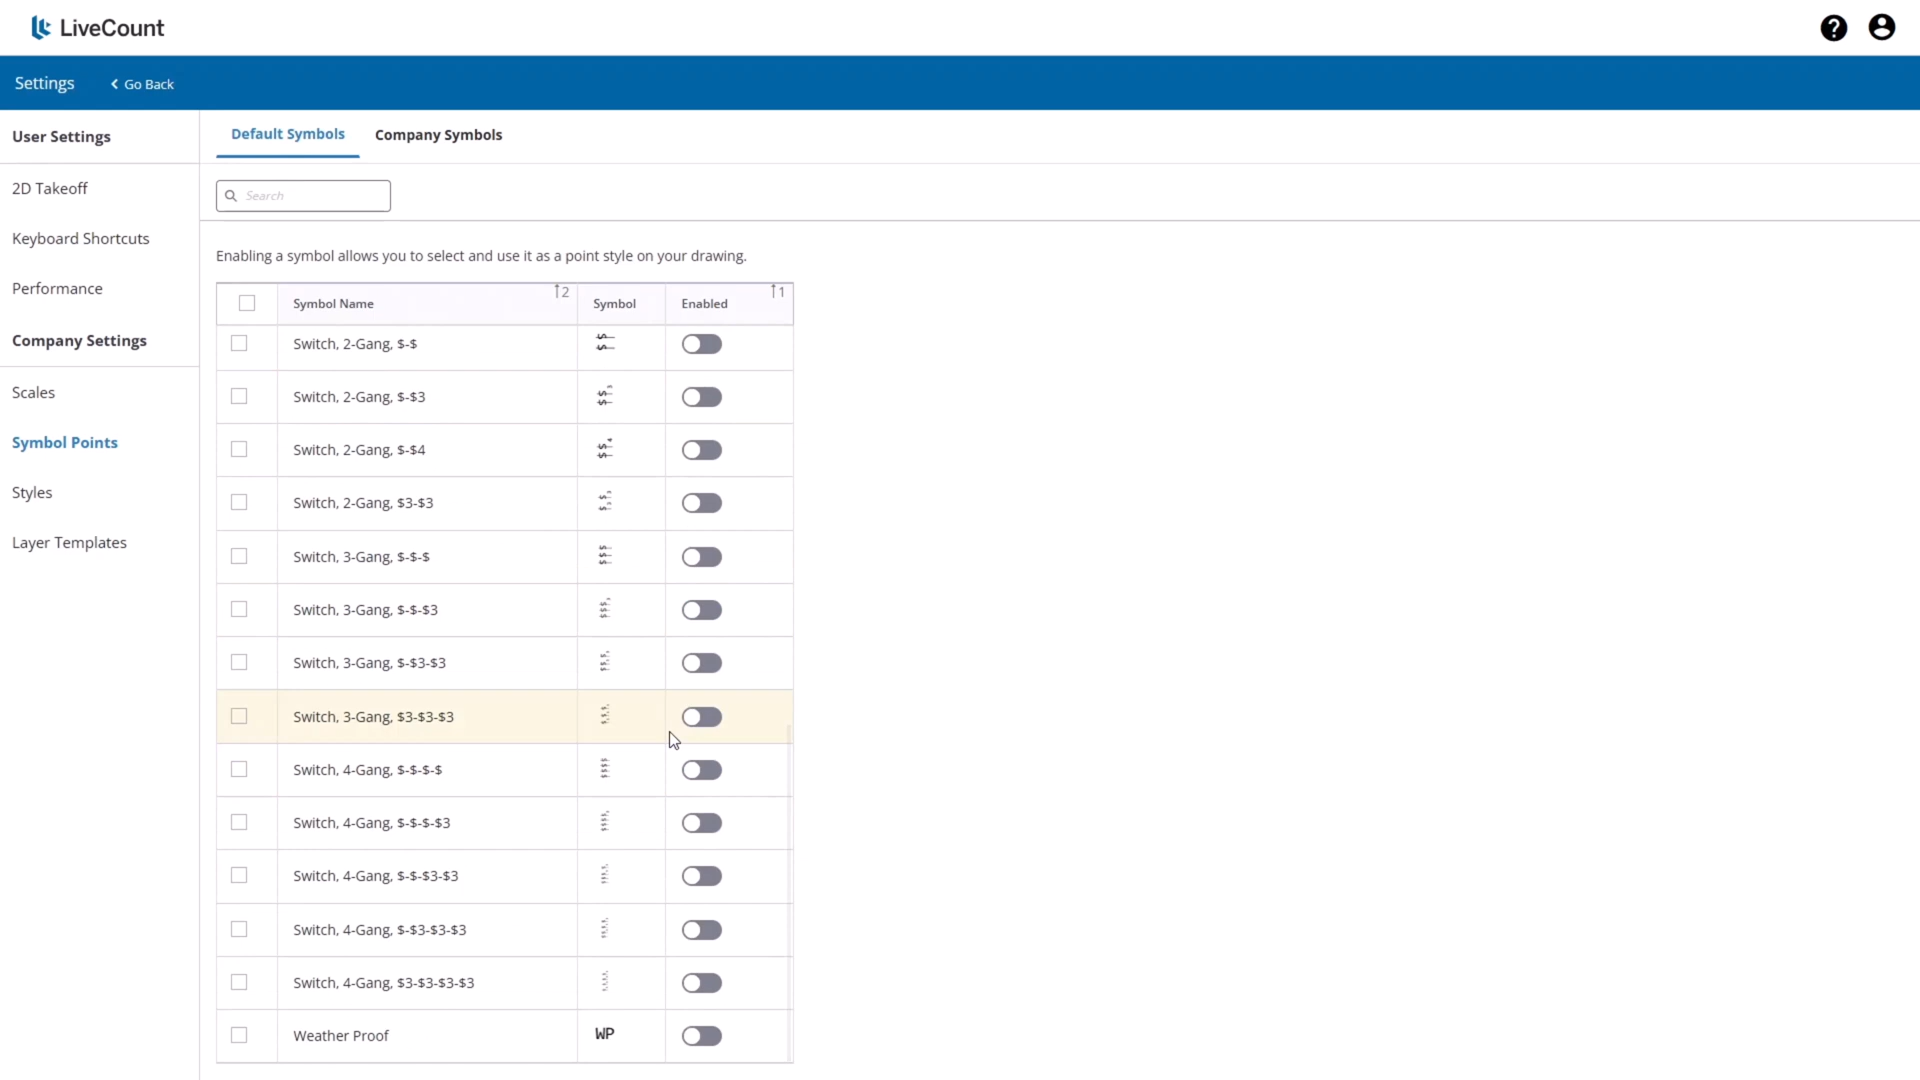 LiveCount
Settings
Go Back
User Settings
2D Takeoff
Keyboard Shortcuts
Performance
Company Settings
Scales
Symbol Points
Styles
Layer Templates
Default Symbols Company Symbols
Search
Enabling a symbol allows you to select and use it as a point style on your drawing.
Symbol Name 2 Symbol Enabled 1
Switch, 2-Gang, $-$
Switch, 2-Gang, $-$3
Switch, 2-Gang, $-$4
Switch, 2-Gang, $3-$3
Switch, 3-Gang, $-$-$
Switch, 3-Gang, $-$-$3
Switch, 3-Gang, $-$3-$3
Switch, 3-Gang, $3-$3-$3
Switch, 4-Gang, $-$-$-$
Switch, 4-Gang, $-$-$-$3
Switch, 4-Gang, $-$-$3-$3
Switch, 4-Gang, $-$3-$3-$3
Switch, 4-Gang, $3-$3-$3-$3
Weather Proof WP